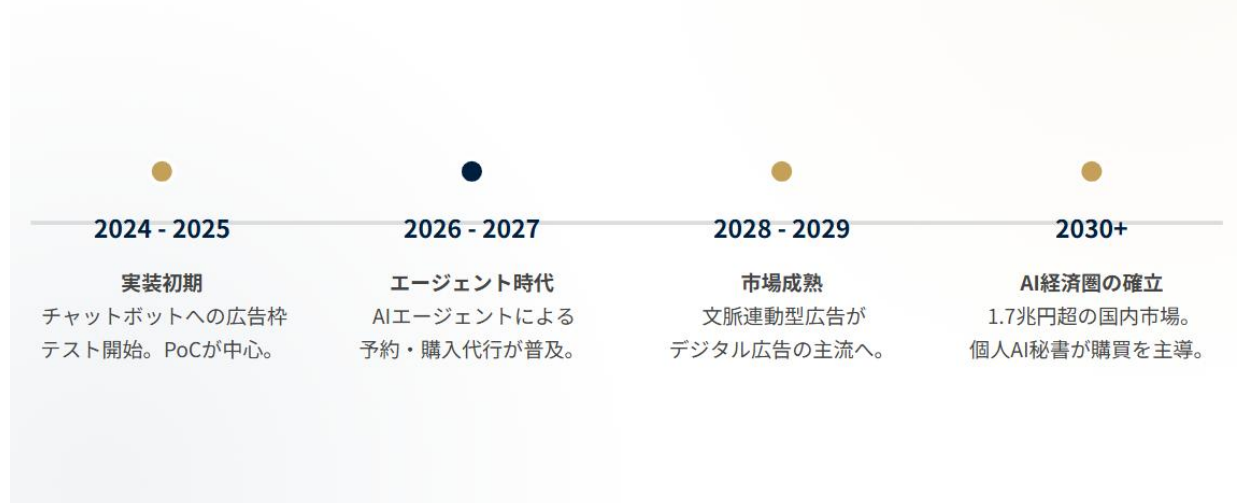 2024 - 2025
実装初期
チャットボットへの広告枠
テスト開始。PoCが中心。
2026 - 2027
エージェント時代
AIエージェントによる
予約・購入代行が普及。
2028 - 2029
市場成熟
文脈連動型広告が
デジタル広告の主流へ。
2030+
AI経済圏の確立
1.7兆円超の国内市場。
個人AI秘書が購買を主導。